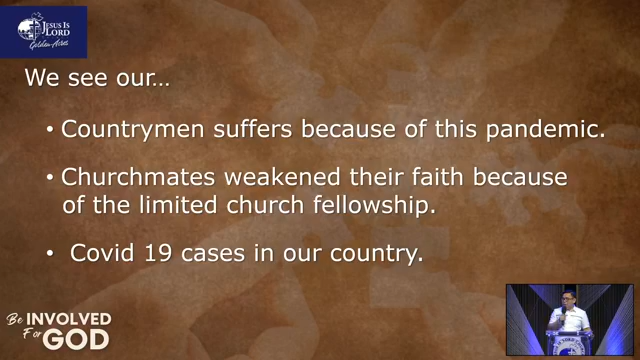 JESUS IS
LORD
Golden Acres
We see our...
• Countrymen suffers because of this pandemic.
• Churchmates weakened their faith because
of the limited church fellowship.
• Covid 19 cases in our country.
Be INVOLVED
For GOD